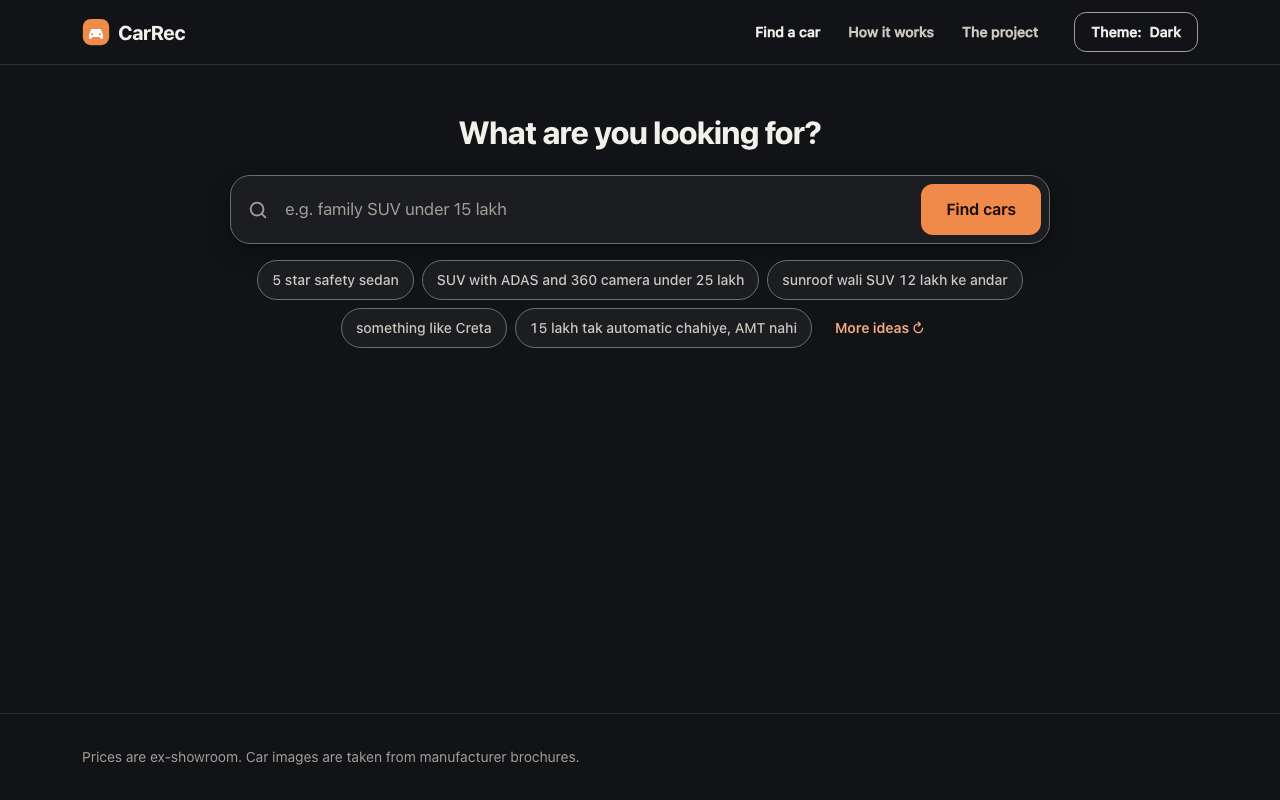 CarRec
Find a car
How it works
The project
Theme: Dark
What are you looking for?
e.g. family SUV under 15 lakh
Find cars
5 star safety sedan
SUV with ADAS and 360 camera under 25 lakh
sunroof wali SUV 12 lakh ke andar
something like Creta
15 lakh tak automatic chahiye, AMT nahi
More ideas ↻
Prices are ex-showroom. Car images are taken from manufacturer brochures.